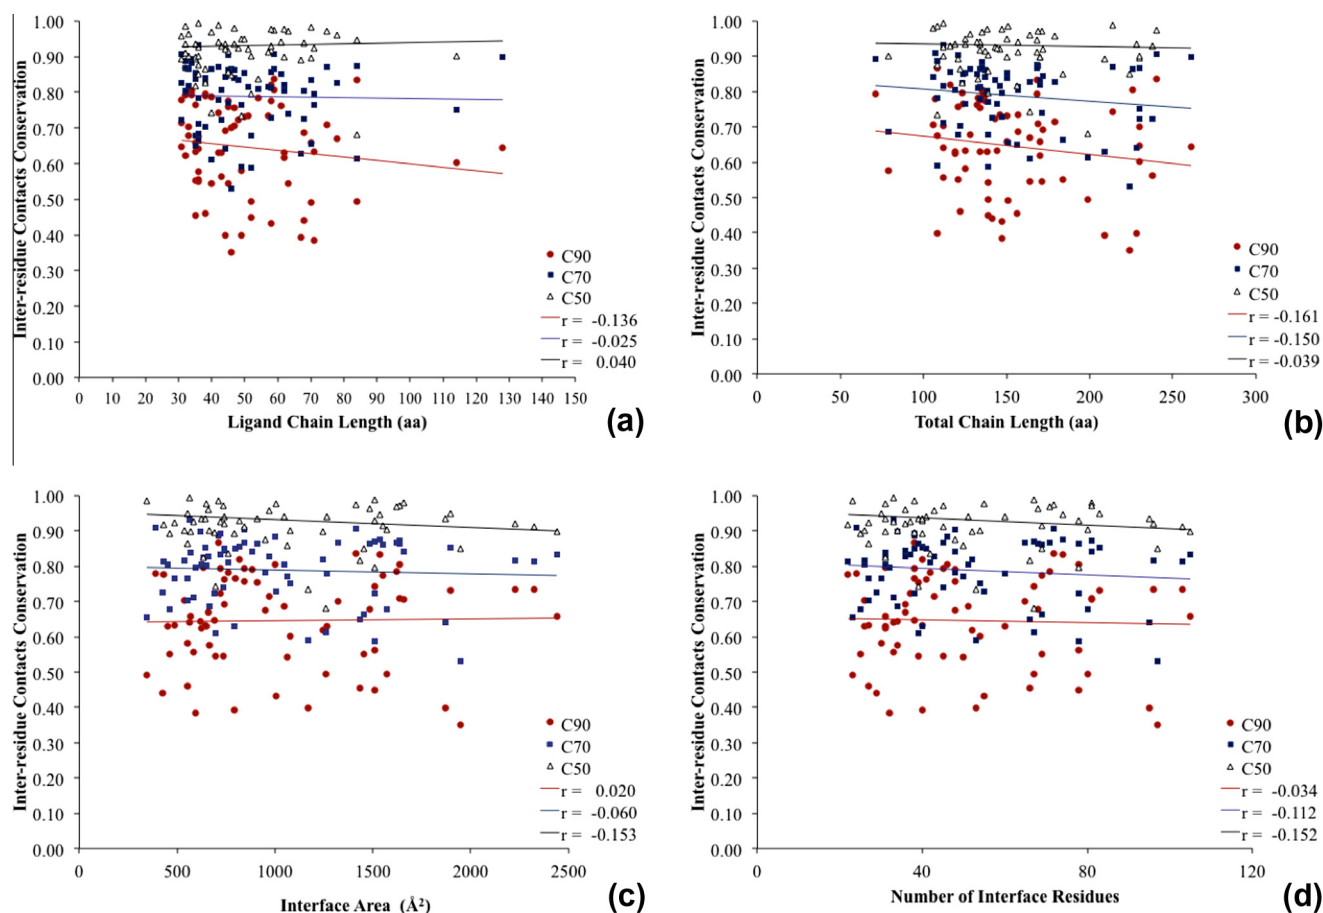 Inter-residue Contacts Conservation
1.00
0.90
0.80
0.70
0.60
0.50
0.40
0.30
0.20
0.10
0.00
C90
C70
C50
r = -0.136
r = -0.025
r = 0.040
0 10 20 30 40 50 60 70 80 90 100 110 120 130 140 150
Ligand Chain Length (aa)
(a)
Inter-residue Contacts Conservation
1.00
0.90
0.80
0.70
0.60
0.50
0.40
0.30
0.20
0.10
0.00
C90
C70
C50
r = -0.161
r = -0.150
r = -0.039
0 50 100 150 200 250 300
Total Chain Length (aa)
(b)
Inter-residue Contacts Conservation
1.00
0.90
0.80
0.70
0.60
0.50
0.40
0.30
0.20
0.10
0.00
C90
C70
C50
r = 0.020
r = -0.060
r = -0.153
0 500 1000 1500 2000 2500
Interface Area (Å²)
(c)
Inter-residue Contacts Conservation
1.00
0.90
0.80
0.70
0.60
0.50
0.40
0.30
0.20
0.10
0.00
C90
C70
C50
r = -0.034
r = -0.112
r = -0.152
0 40 80 120
Number of Interface Residues
(d)